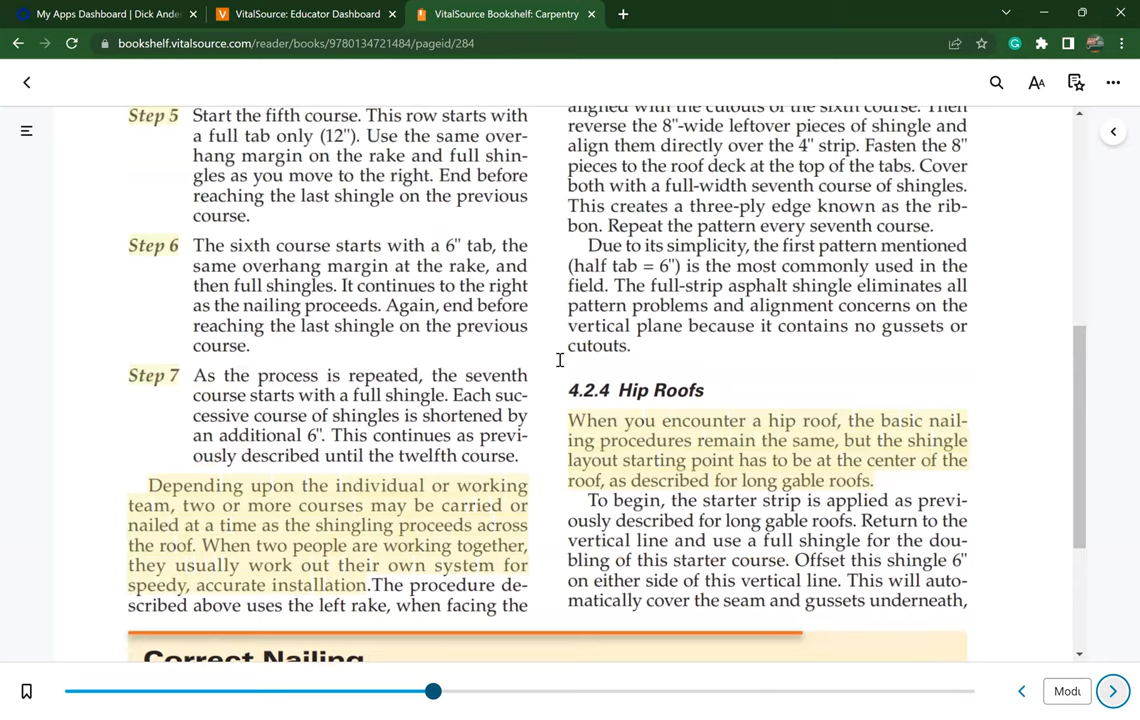 My Apps Dashboard | Dick Ander
VitalSource: Educator Dashboard
VitalSource Bookshelf: Carpentry
bookshelf.vitalsource.com/reader/books/9780134721484/pageid/284
Step 5 Start the fifth course. This row starts with
a full tab only (12"). Use the same over-
hang margin on the rake and full shin-
gles as you move to the right. End before
reaching the last shingle on the previous
course.
Step 6 The sixth course starts with a 6" tab, the
same overhang margin at the rake, and
then full shingles. It continues to the right
as the nailing proceeds. Again, end before
reaching the last shingle on the previous
course.
Step 7 As the process is repeated, the seventh
course starts with a full shingle. Each suc-
cessive course of shingles is shortened by
an additional 6". This continues as previ-
ously described until the twelfth course.
Depending upon the individual or working
team, two or more courses may be carried or
nailed at a time as the shingling proceeds across
the roof. When two people are working together,
they usually work out their own system for
speedy, accurate installation.The procedure de-
scribed above uses the left rake, when facing the
Correct Nailing
aligned with the cutouts of the sixth course. Then
reverse the 8"-wide leftover pieces of shingle and
align them directly over the 4" strip. Fasten the 8"
pieces to the roof deck at the top of the tabs. Cover
both with a full-width seventh course of shingles.
This creates a three-ply edge known as the rib-
bon. Repeat the pattern every seventh course.
Due to its simplicity, the first pattern mentioned
(half tab = 6") is the most commonly used in the
field. The full-strip asphalt shingle eliminates all
pattern problems and alignment concerns on the
vertical plane because it contains no gussets or
cutouts.
4.2.4 Hip Roofs
When you encounter a hip roof, the basic nail-
ing procedures remain the same, but the shingle
layout starting point has to be at the center of the
roof, as described for long gable roofs.
To begin, the starter strip is applied as previ-
ously described for long gable roofs. Return to the
vertical line and use a full shingle for the dou-
bling of this starter course. Offset this shingle 6"
on either side of this vertical line. This will auto-
matically cover the seam and gussets underneath,
Modu